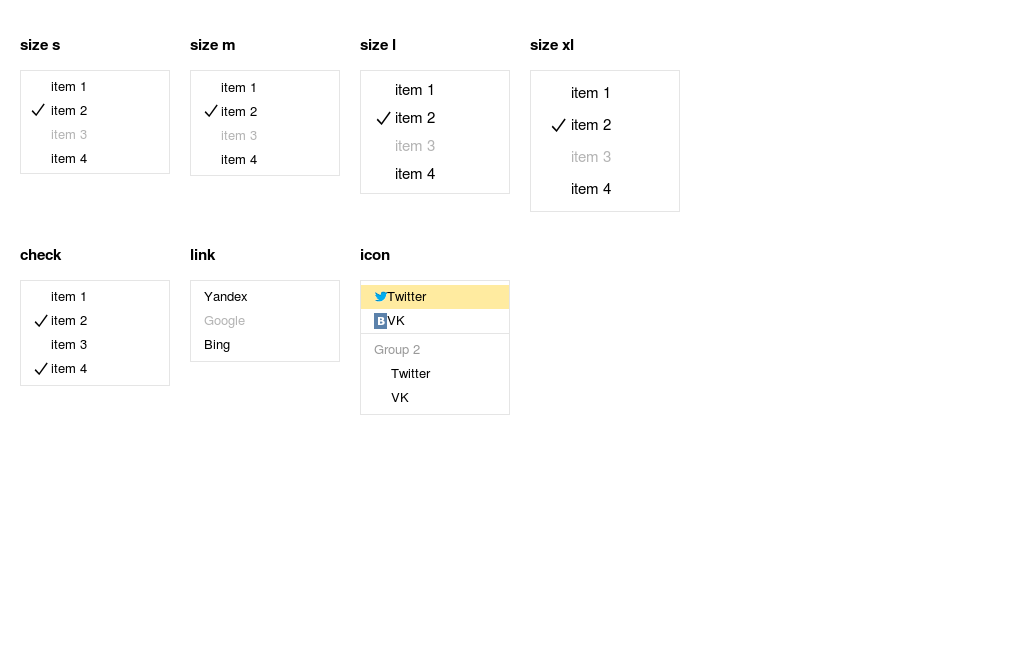 size s
item 1
item 2
item 3
item 4
size m
item 1
item 2
item 3
item 4
size l
item 1
item 2
item 3
item 4
size xl
item 1
item 2
item 3
item 4
check
item 1
item 2
item 3
item 4
link
Yandex
Google
Bing
icon
Twitter
B VK
Group 2
Twitter
VK